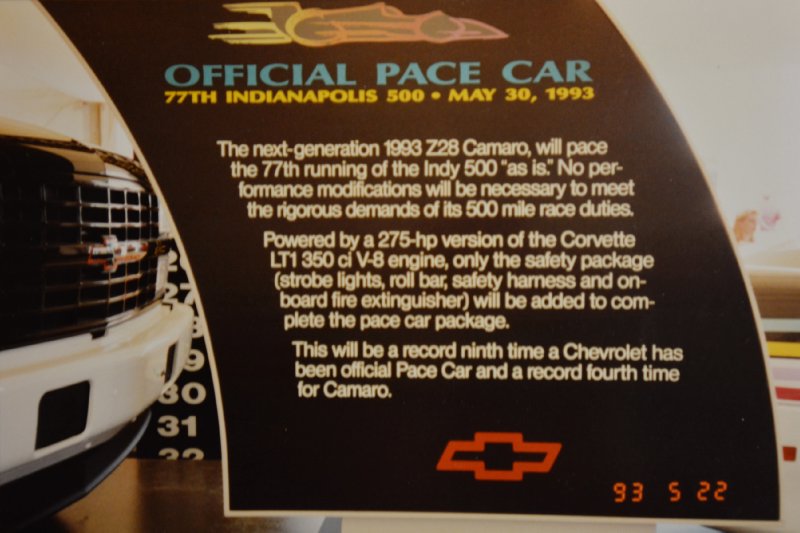 OFFICIAL PACE CAR
77TH INDIANAPOLIS 500 • MAY 30, 1993
The next-generation 1993 Z28 Camaro, will pace
the 77th running of the Indy 500 "as is." No per-
formance modifications will be necessary to meet
the rigorous demands of its 500 mile race duties.
Powered by a 275-hp version of the Corvette
LT1 350 ci V-8 engine, only the safety package
(strobe lights, roll bar, safety harness and on-
board fire extinguisher) will be added to com-
plete the pace car package.
This will be a record ninth time a Chevrolet has
been official Pace Car and a record fourth time
for Camaro.
30
31
32
93 5 22